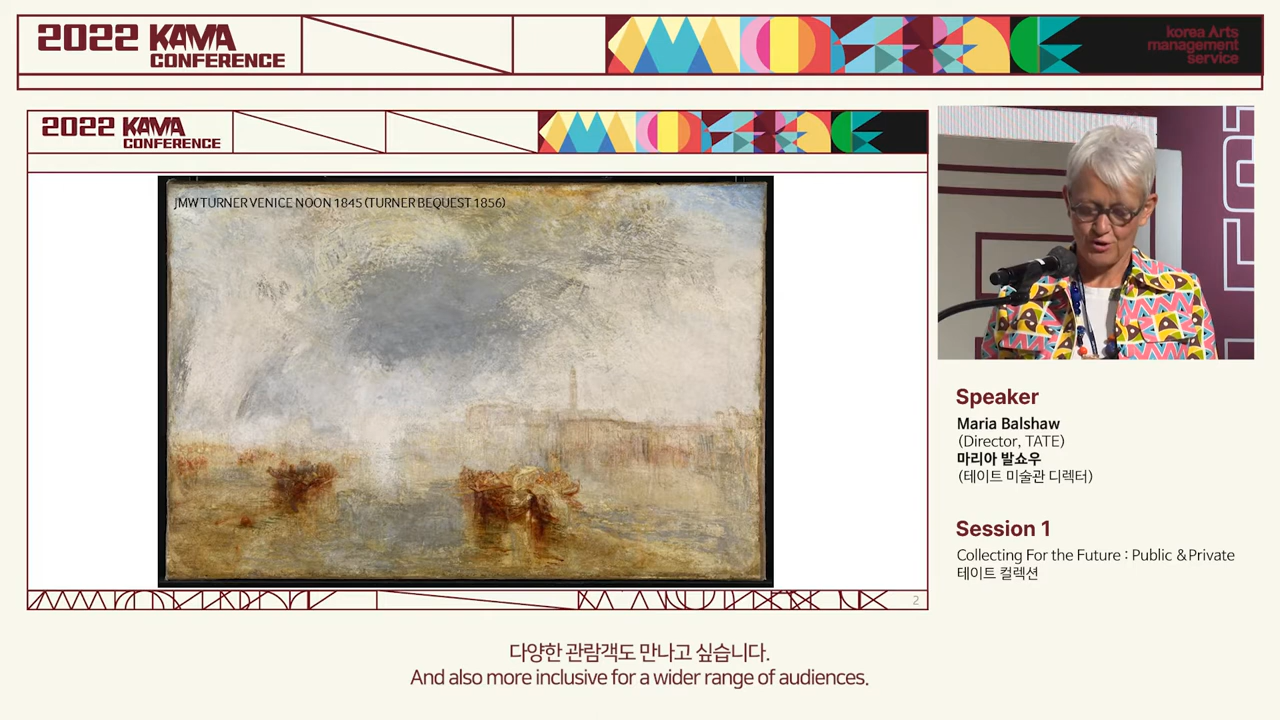 2022 KAMA
CONFERENCE
korea Arts
management
service
2022 KAMA
CONFERENCE
JMW TURNER VENICE NOON 1845 (TURNER BEQUEST 1856)
2
Speaker
Maria Balshaw
(Director, TATE)
마리아 발쇼우
(테이트 미술관 디렉터)
Session 1
Collecting For the Future : Public & Private
테이트 컬렉션
다양한 관람객도 만나고 싶습니다.
And also more inclusive for a wider range of audiences.